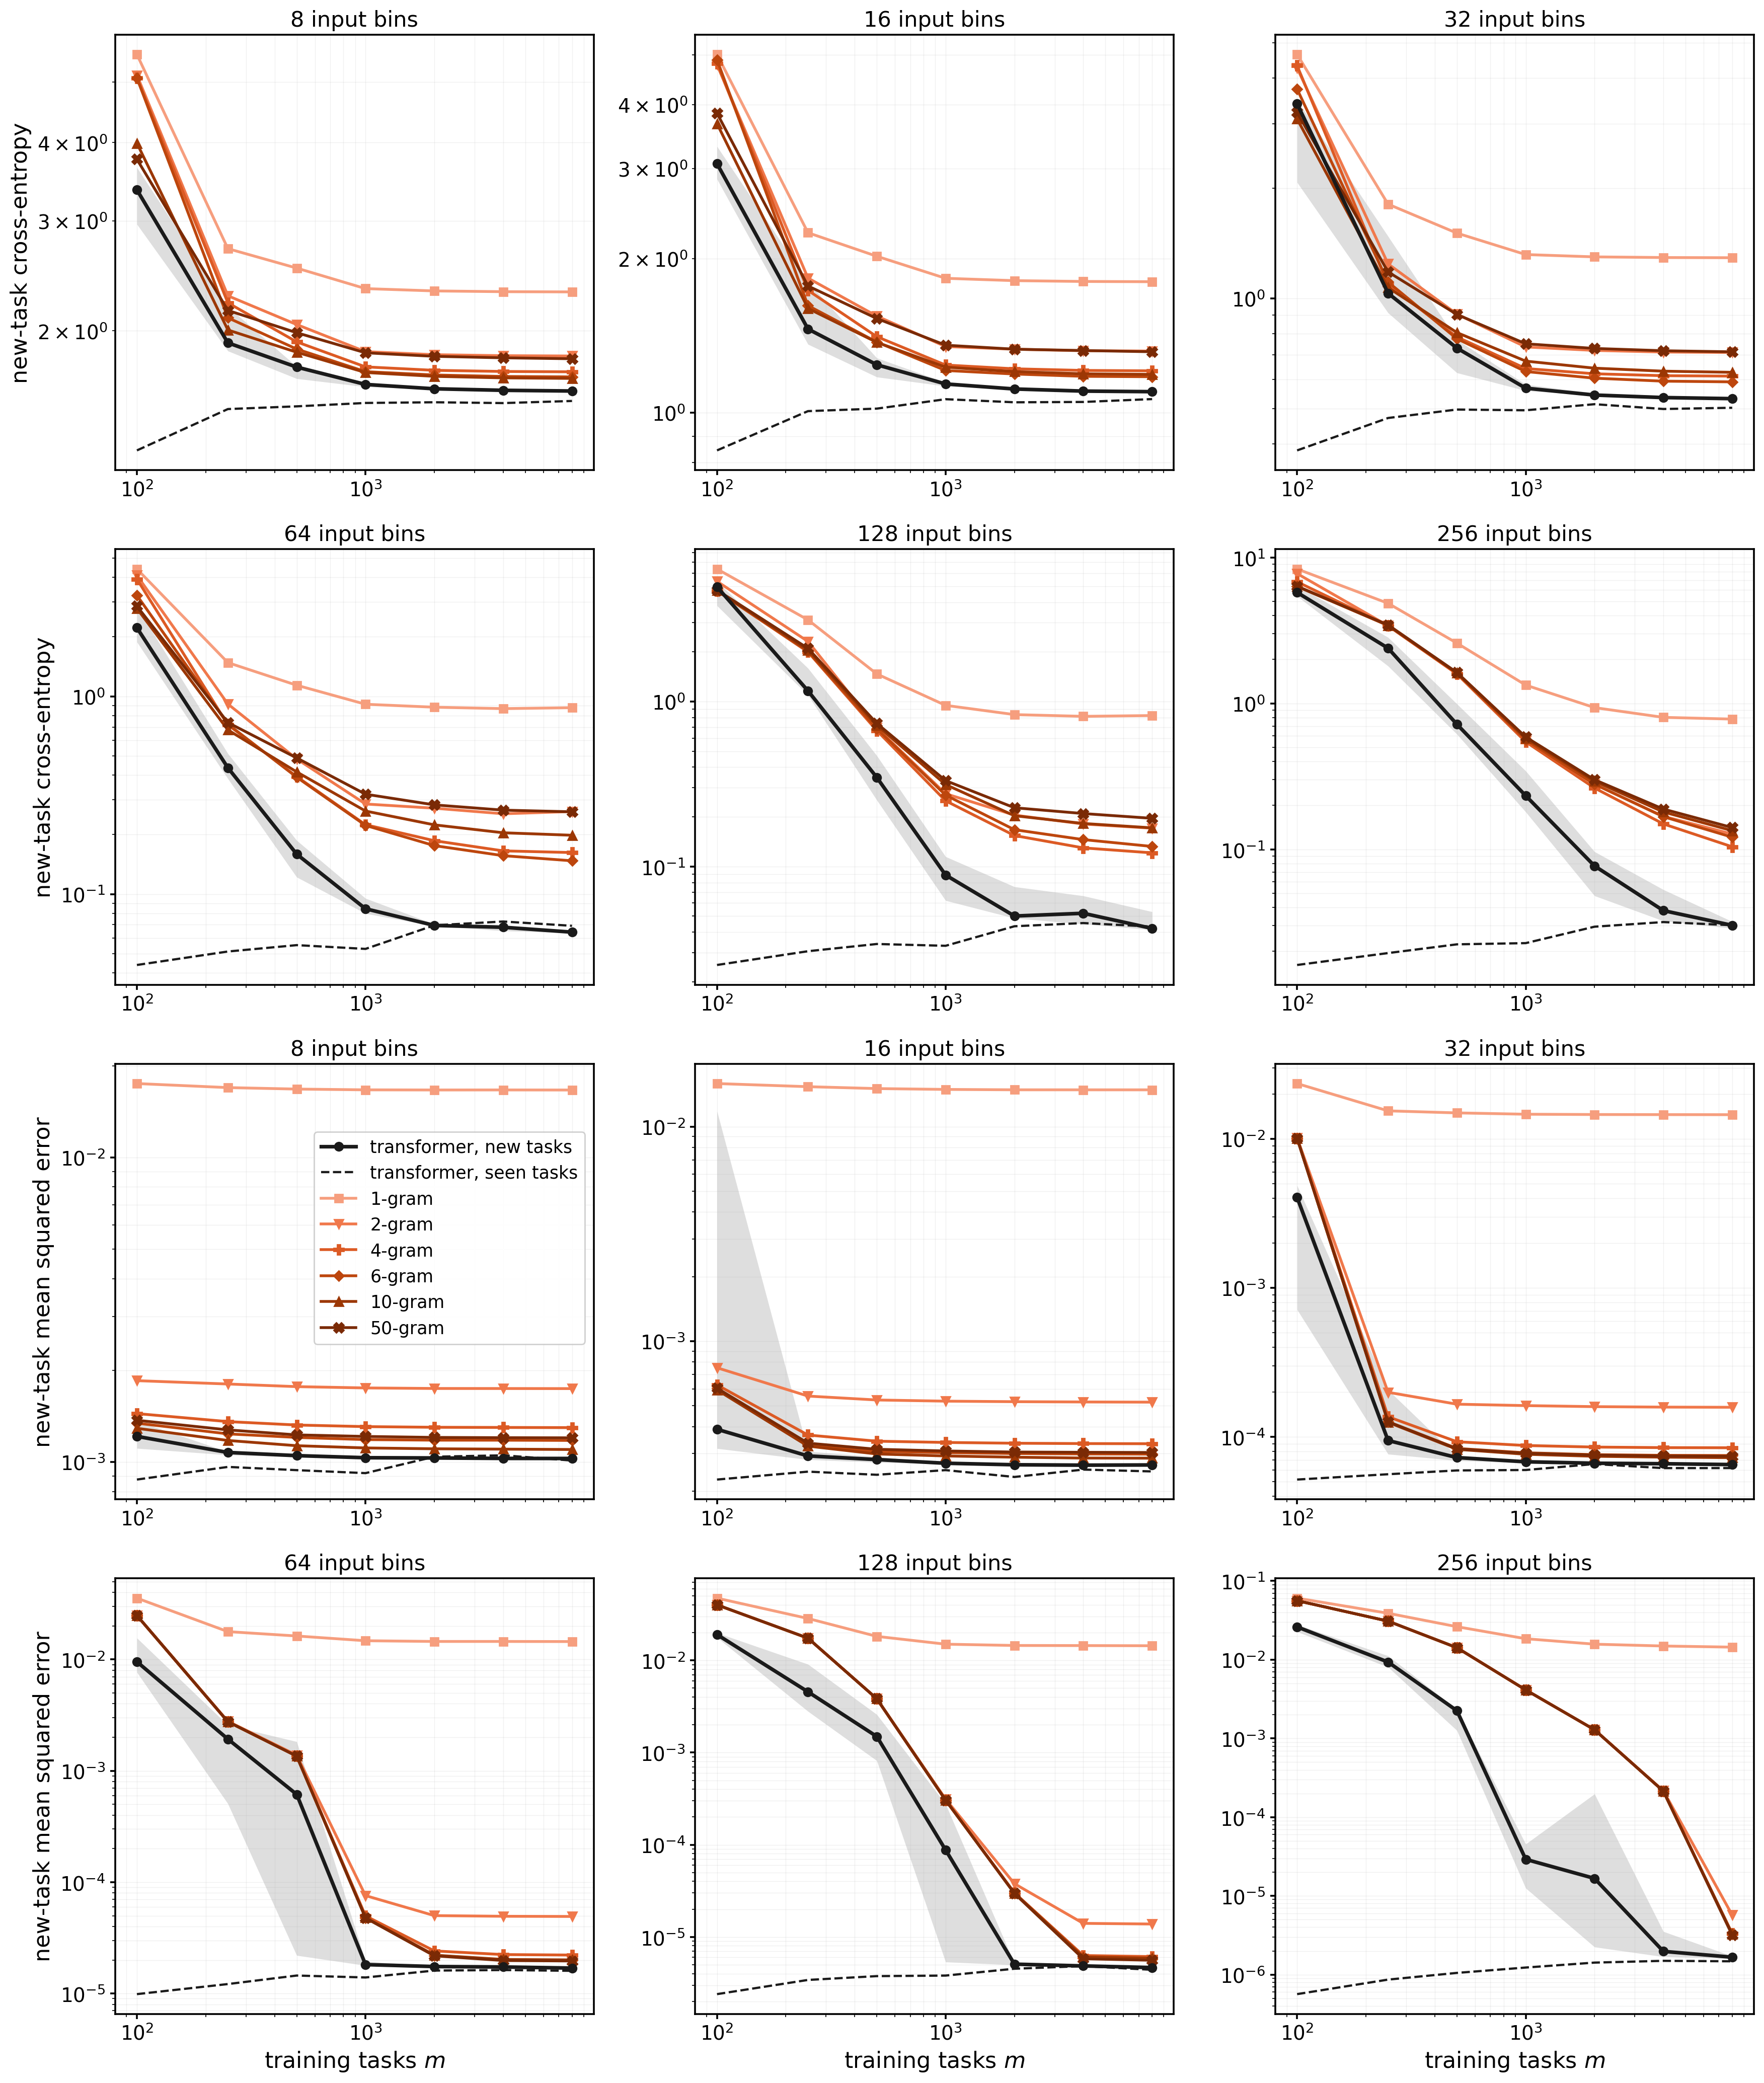 8 input bins
16 input bins
32 input bins
new-task cross-entropy
4 × 10⁰
3 × 10⁰
2 × 10⁰
10²
10³
4 × 10⁰
3 × 10⁰
2 × 10⁰
10⁰
10²
10³
10⁰
10²
10³
64 input bins
128 input bins
256 input bins
new-task cross-entropy
10⁰
10⁻¹
10²
10³
10⁰
10⁻¹
10²
10³
10¹
10⁰
10⁻¹
10²
10³
8 input bins
16 input bins
32 input bins
new-task mean squared error
10⁻²
10⁻³
transformer, new tasks
transformer, seen tasks
1-gram
2-gram
4-gram
6-gram
10-gram
50-gram
10²
10³
10⁻²
10⁻³
10²
10³
10⁻²
10⁻³
10⁻⁴
10²
10³
64 input bins
128 input bins
256 input bins
new-task mean squared error
10⁻²
10⁻³
10⁻⁴
10⁻⁵
10²
10³
training tasks m
10⁻²
10⁻³
10⁻⁴
10⁻⁵
10²
10³
training tasks m
10⁻¹
10⁻²
10⁻³
10⁻⁴
10⁻⁵
10⁻⁶
10²
10³
training tasks m